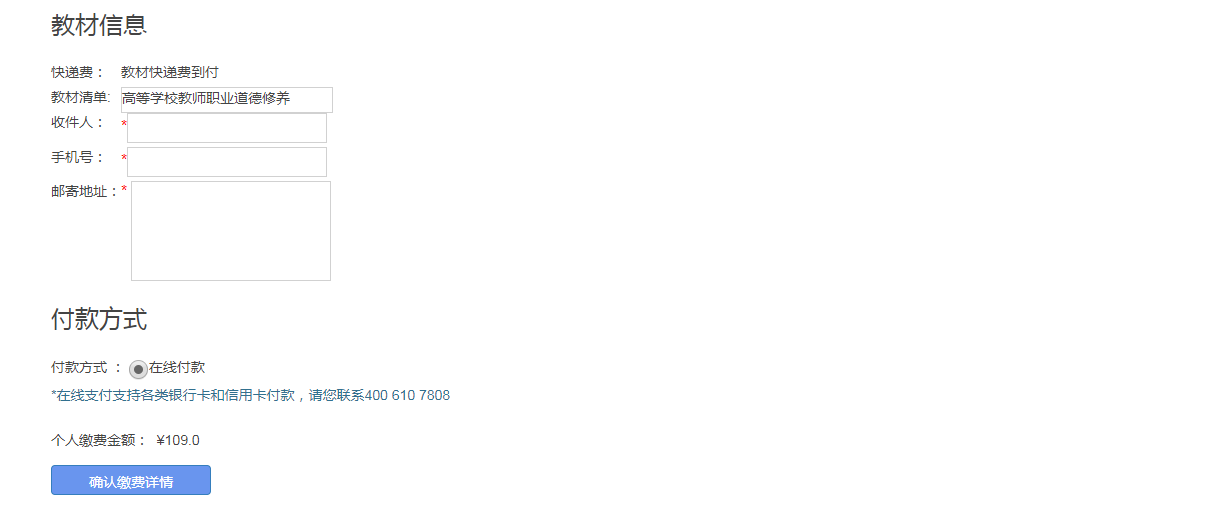 教材信息
快递费： 教材快递费到付
教材清单: 高等学校教师职业道德修养
收件人： *
手机号： *
邮寄地址：*
付款方式
付款方式 ： 在线付款
*在线支付支持各类银行卡和信用卡付款，请您联系400 610 7808
个人缴费金额： ¥109.0
确认缴费详情